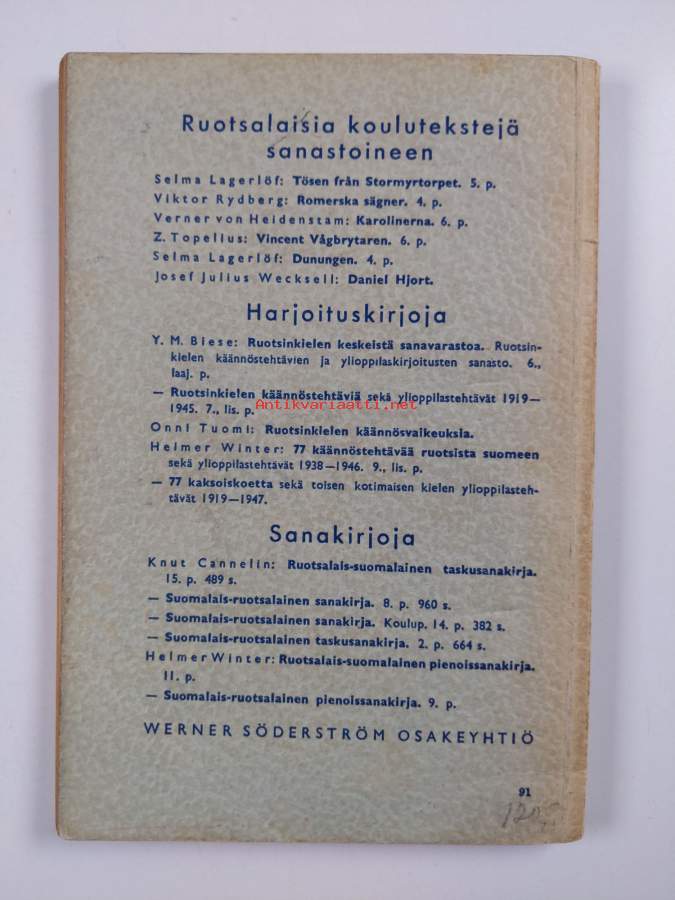 Ruotsalaisia koulutekstejä
sanastoineen
Selma Lagerlöf: Tösen från Stormyrtorpet. 5. p.
Viktor Rydberg: Romerska sägner. 4. p.
Verner von Heidenstam: Karolinerna. 6. p.
Z. Topelius: Vincent Vågbrytaren. 6. p.
Selma Lagerlöf: Dunungen. 4. p.
Josef Julius Wecksell: Daniel Hjort.
Harjoituskirjoja
Y. M. Biese: Ruotsinkielen keskeistä sanavarastoa. Ruotsin-
kielen käännöstehtävien ja ylioppilaskirjoitusten sanasto. 6.,
laaj. p.
— Ruotsinkielen käännöstehtäviä sekä ylioppilastehtävät 1919—
1945. 7., lis. p.
Antikvariaatti.net
Onni Tuomi: Ruotsinkielen käännösvaikeuksia.
Helmer Winter: 77 käännöstehtävää ruotsista suomeen
sekä ylioppilastehtävät 1938—1946. 9., lis. p.
— 77 kaksoiskoetta sekä toisen kotimaisen kielen ylioppilasteh-
tävät 1919—1947.
Sanakirjoja
Knut Cannelin: Ruotsalais-suomalainen taskusanakirja.
15. p. 489 s.
— Suomalais-ruotsalainen sanakirja. 8. p. 960 s.
— Suomalais-ruotsalainen sanakirja. Koulup. 14. p. 382 s.
— Suomalais-ruotsalainen taskusanakirja. 2. p. 664 s.
Helmer Winter: Ruotsalais-suomalainen pienoissanakirja.
11. p.
— Suomalais-ruotsalainen pienoissanakirja. 9. p.
WERNER SÖDERSTRÖM OSAKEYHTIÖ
91
120